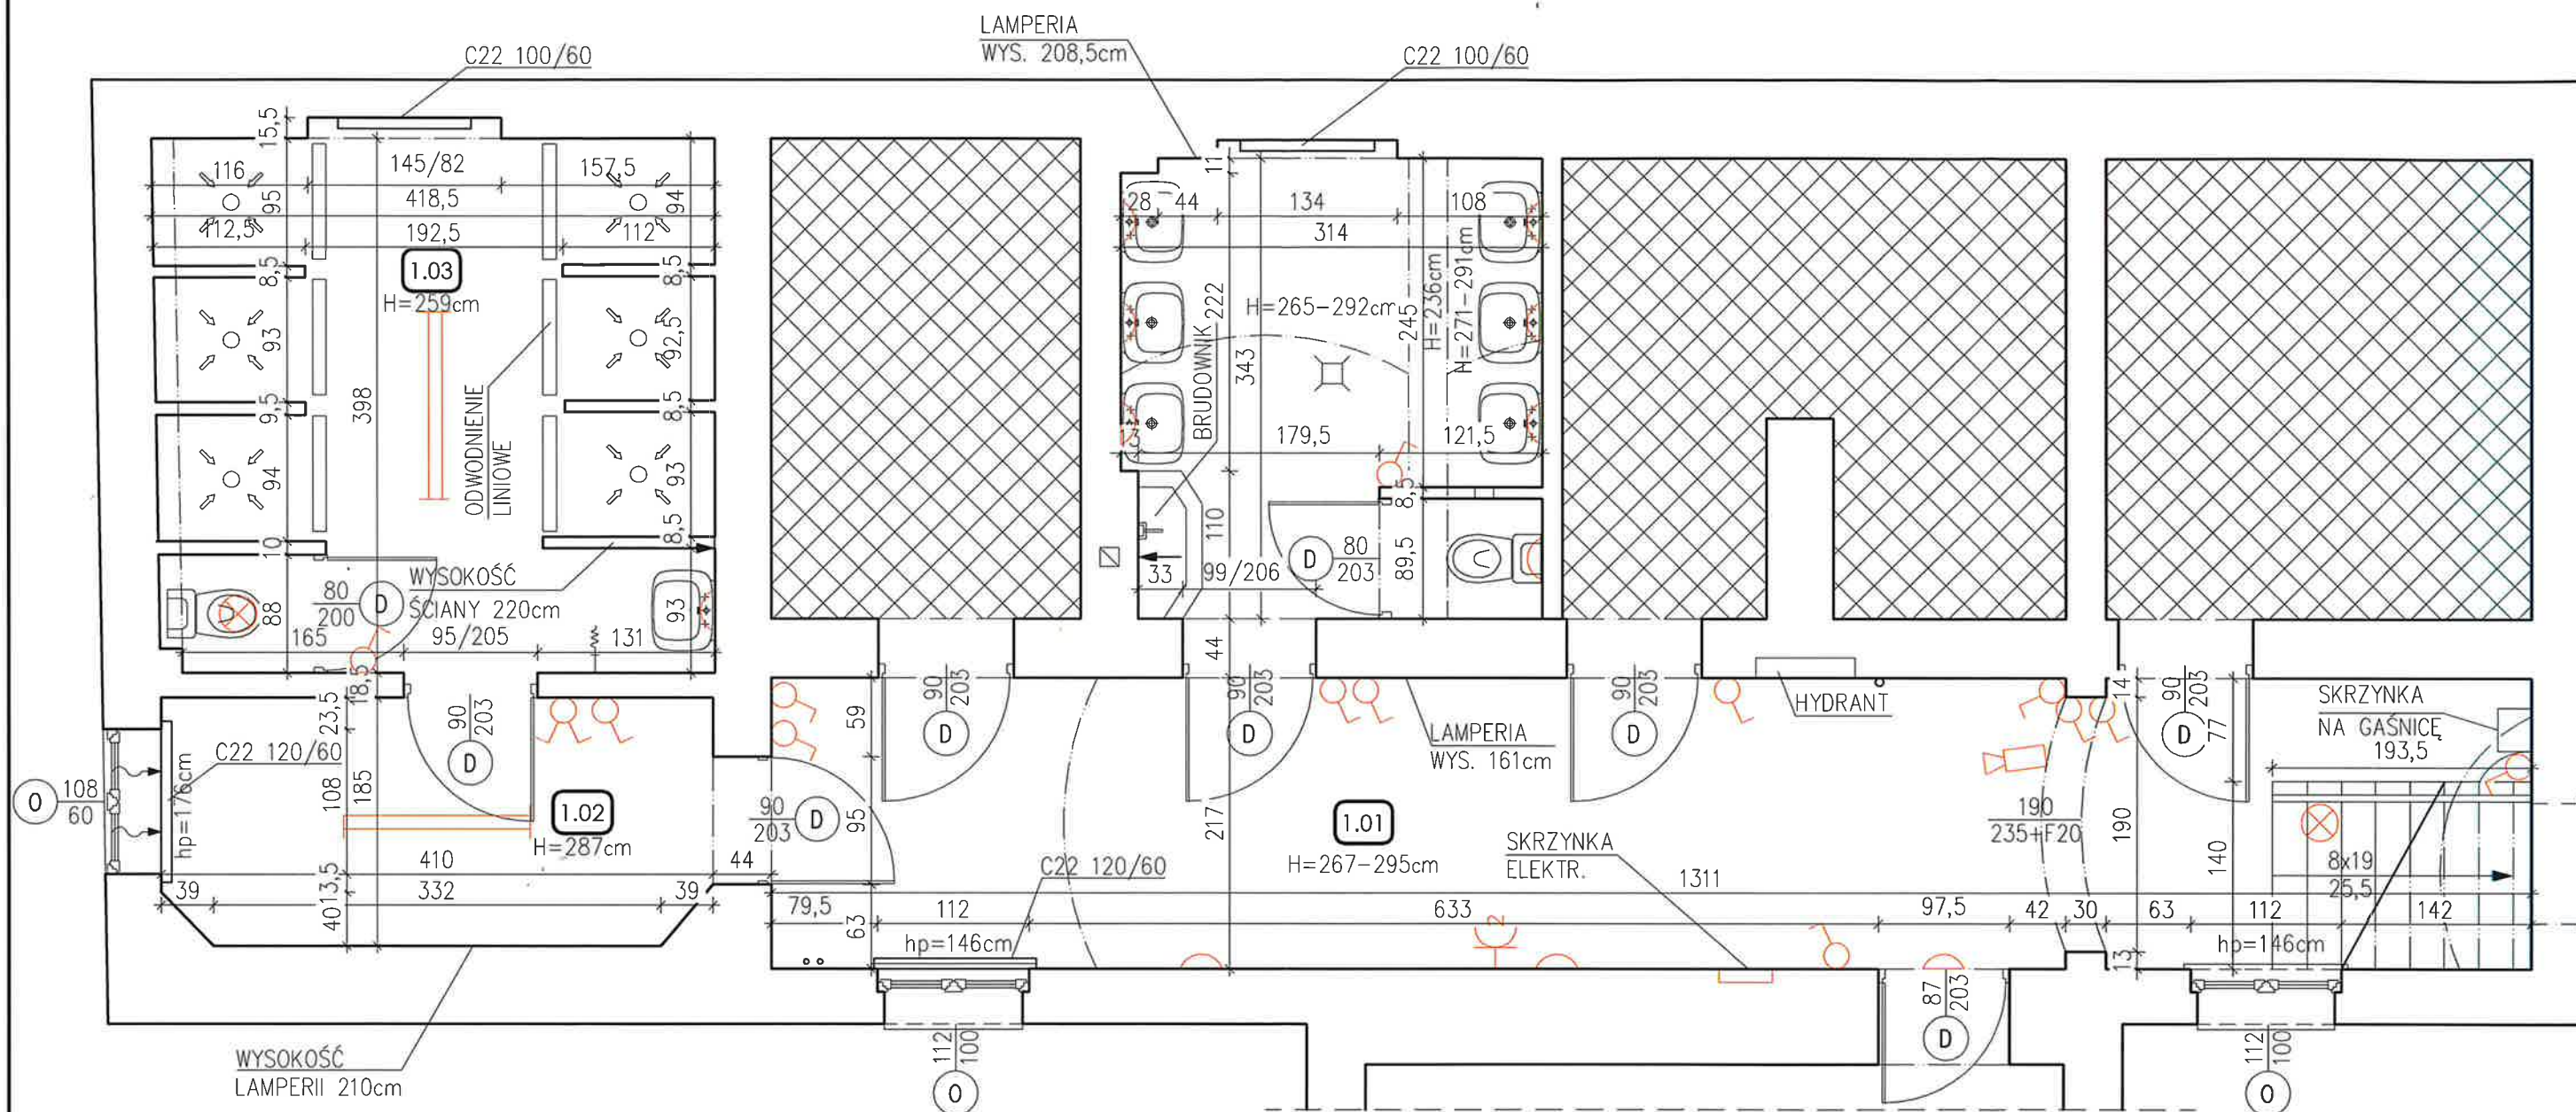 LAMPERIA
WYS. 208,5cm
C22 100/60
C22 100/60
15,5
116
145/82
157,5
95
418,5
94
112,5
192,5
112
1.03
H=259cm
8,5
8,5
93
92,5
398
ODWODNIENIE
LINIOWE
9,5
8,5
94
93
10
8,5
WYSOKOŚĆ
ŚCIANY 220cm
80
200
D
88
93
165
95/205
131
18,5
11
28
44
134
108
314
222
BRUDOWNIK
H=265-292cm
343
245
H=236cm
H=271-291cm
13
179,5
121,5
8,5
110
33
99/206
D
80
203
89,5
44
23,5
90
203
D
C22 120/60
hp=176cm
O
108
60
108
185
1.02
H=287cm
410
44
39
332
39
13,5
40
WYSOKOŚĆ
LAMPERII 210cm
59
90
203
D
95
63
90
203
D
90
203
D
217
LAMPERIA
WYS. 161cm
90
203
D
HYDRANT
14
90
203
D
77
SKRZYNKA
NA GAŚNICĘ
193,5
1.01
H=267-295cm
SKRZYNKA
ELEKTR.
190
235+F20
190
140
8x19
25,5
C22 120/60
1311
79,5
112
633
97,5
42
30
63
112
142
hp=146cm
2
hp=146cm
13
87
203
D
112
100
O
112
100
O